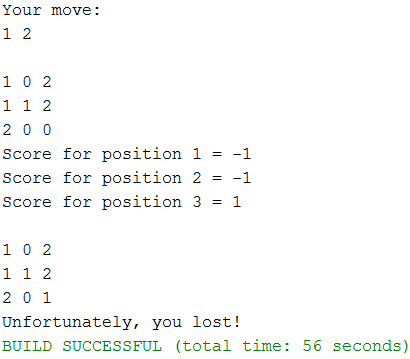 Your move:
1 2
1 0 2
1 1 2
2 0 0
Score for position 1 = -1
Score for position 2 = -1
Score for position 3 = 1
1 0 2
1 1 2
2 0 1
Unfortunately, you lost!
BUILD SUCCESSFUL (total time: 56 seconds)